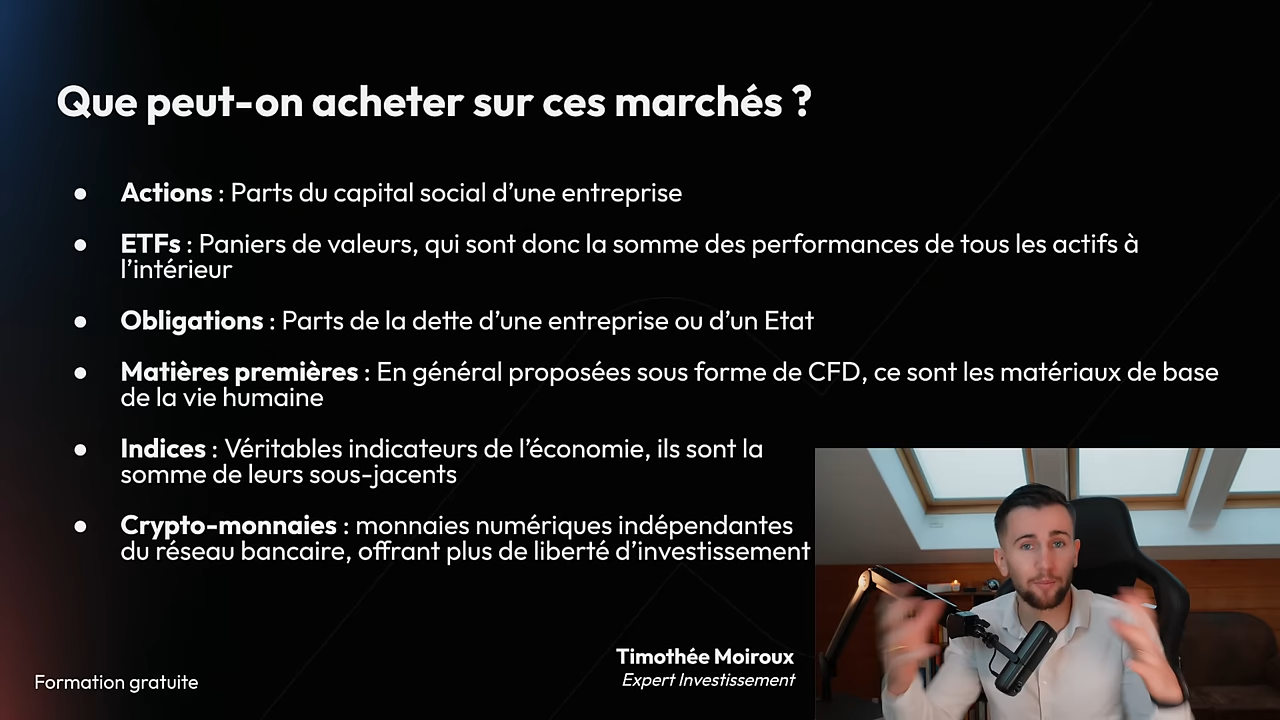 Que peut-on acheter sur ces marchés ?
● Actions : Parts du capital social d’une entreprise
● ETFs : Paniers de valeurs, qui sont donc la somme des performances de tous les actifs à
l’intérieur
● Obligations : Parts de la dette d’une entreprise ou d’un Etat
● Matières premières : En général proposées sous forme de CFD, ce sont les matériaux de base
de la vie humaine
● Indices : Véritables indicateurs de l’économie, ils sont la
somme de leurs sous-jacents
● Crypto-monnaies : monnaies numériques indépendantes
du réseau bancaire, offrant plus de liberté d’investissement
Timothée Moiroux
Expert Investissement
Formation gratuite